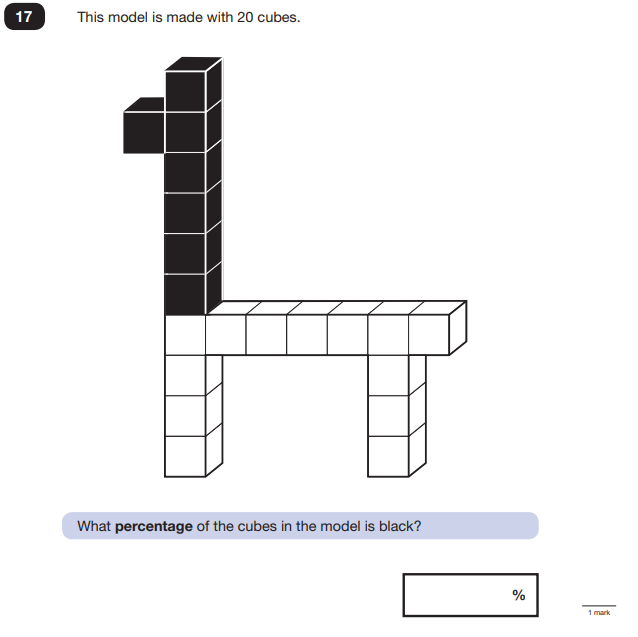 17 This model is made with 20 cubes.
What percentage of the cubes in the model is black?
%
1 mark